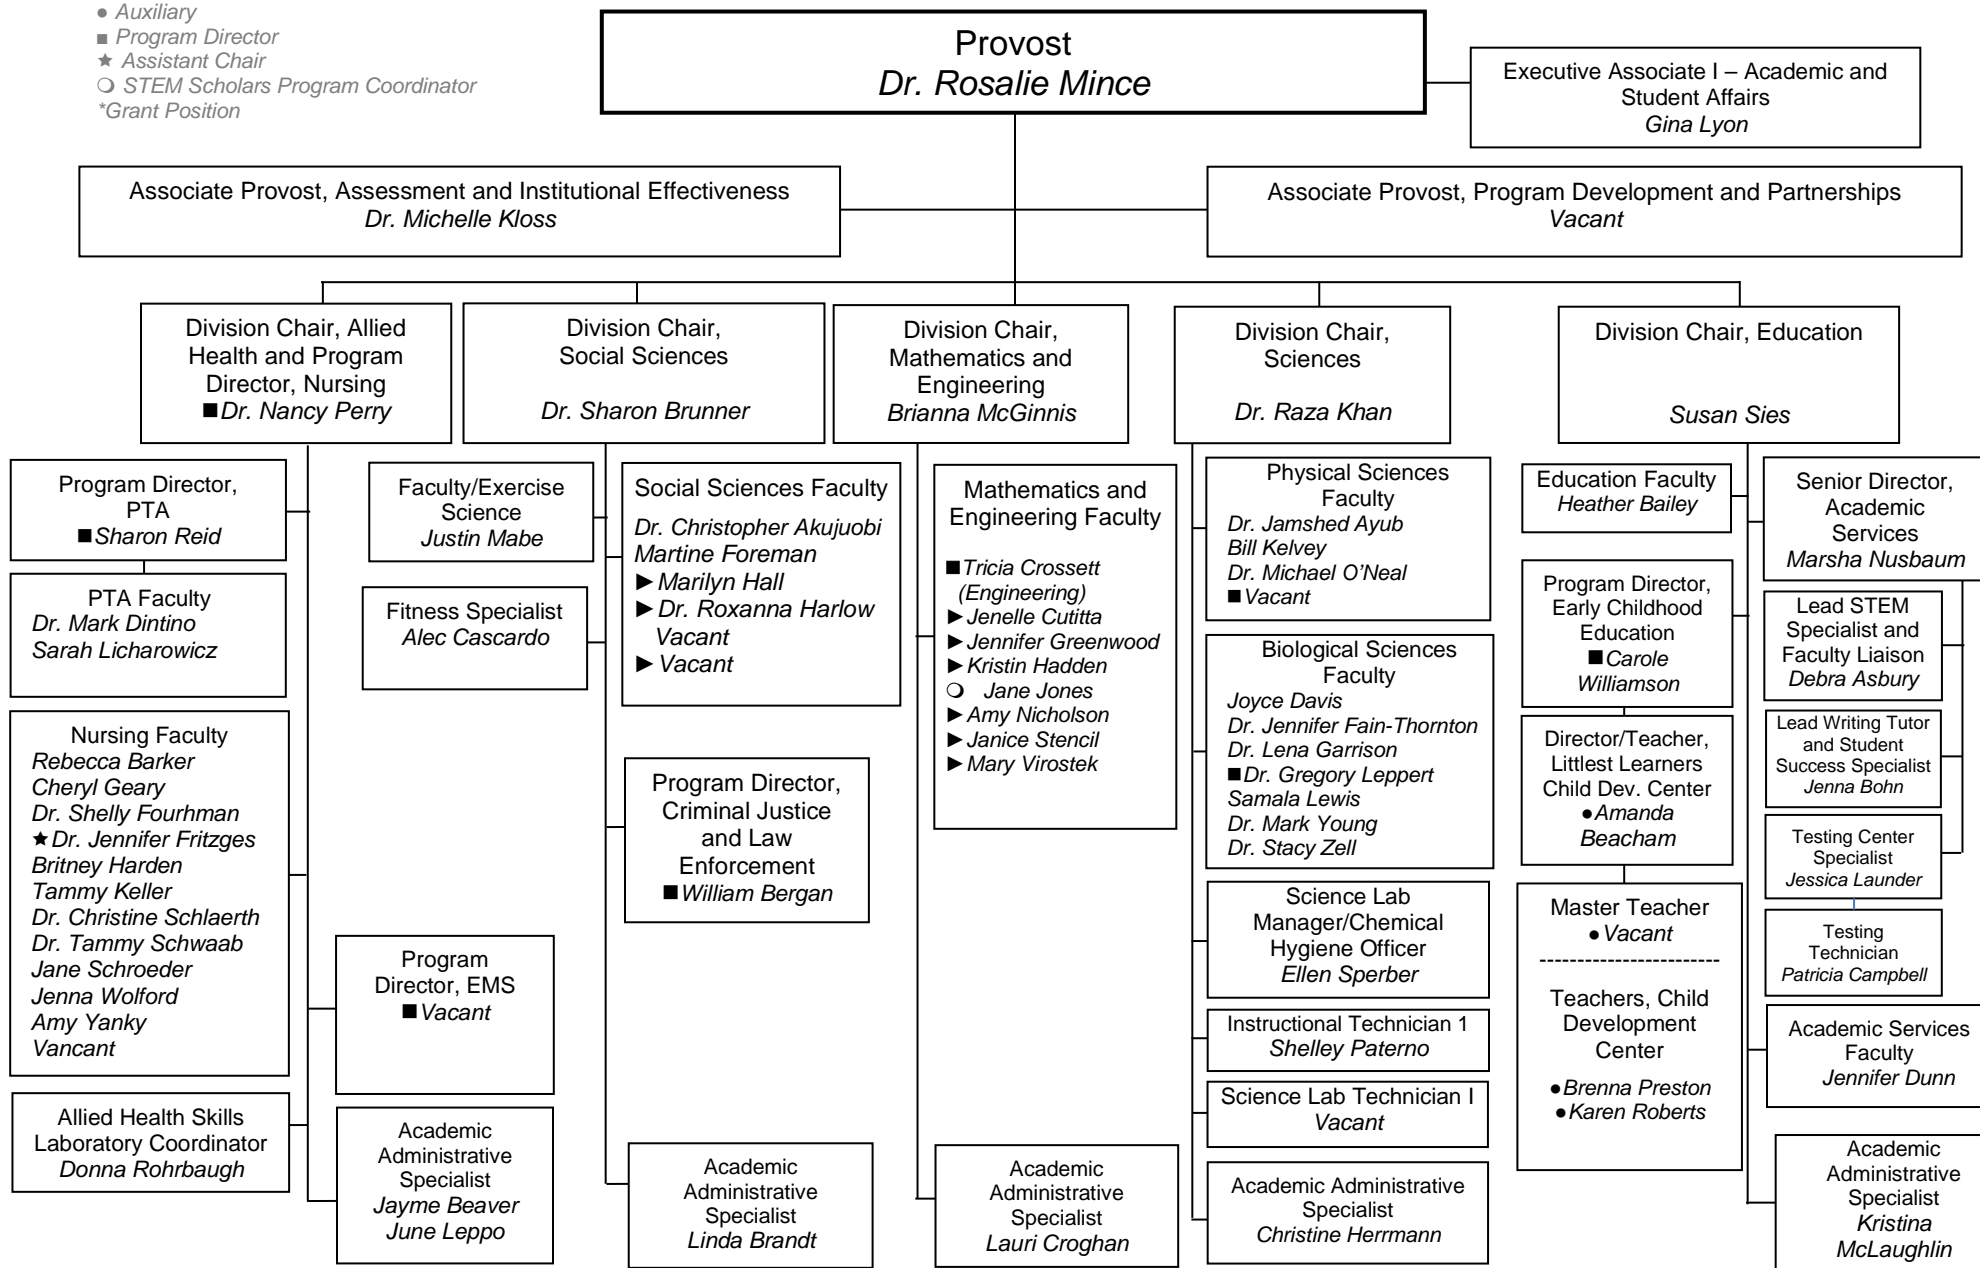 ● Auxiliary
■ Program Director
★ Assistant Chair
❍ STEM Scholars Program Coordinator
*Grant Position
Provost
Dr. Rosalie Mince
Executive Associate I – Academic and
Student Affairs
Gina Lyon
Associate Provost, Assessment and Institutional Effectiveness
Dr. Michelle Kloss
Associate Provost, Program Development and Partnerships
Vacant
Division Chair, Allied
Health and Program
Director, Nursing
■Dr. Nancy Perry
Division Chair,
Social Sciences
Dr. Sharon Brunner
Division Chair,
Mathematics and
Engineering
Brianna McGinnis
Division Chair,
Sciences
Dr. Raza Khan
Division Chair, Education
Susan Sies
Program Director,
PTA
■Sharon Reid
PTA Faculty
Dr. Mark Dintino
Sarah Licharowicz
Nursing Faculty
Rebecca Barker
Cheryl Geary
Dr. Shelly Fourhman
★Dr. Jennifer Fritzges
Britney Harden
Tammy Keller
Dr. Christine Schlaerth
Dr. Tammy Schwaab
Jane Schroeder
Jenna Wolford
Amy Yanky
Vancant
Allied Health Skills
Laboratory Coordinator
Donna Rohrbaugh
Program
Director, EMS
■Vacant
Academic
Administrative
Specialist
Jayme Beaver
June Leppo
Faculty/Exercise
Science
Justin Mabe
Fitness Specialist
Alec Cascardo
Social Sciences Faculty
Dr. Christopher Akujuobi
Martine Foreman
►Marilyn Hall
►Dr. Roxanna Harlow
Vacant
►Vacant
Program Director,
Criminal Justice
and Law
Enforcement
■William Bergan
Academic
Administrative
Specialist
Linda Brandt
Mathematics and
Engineering Faculty
■Tricia Crossett
(Engineering)
►Jenelle Cutitta
►Jennifer Greenwood
►Kristin Hadden
❍ Jane Jones
►Amy Nicholson
►Janice Stencil
►Mary Virostek
Academic
Administrative
Specialist
Lauri Croghan
Physical Sciences
Faculty
Dr. Jamshed Ayub
Bill Kelvey
Dr. Michael O’Neal
■Vacant
Biological Sciences
Faculty
Joyce Davis
Dr. Jennifer Fain-Thornton
Dr. Lena Garrison
■Dr. Gregory Leppert
Samala Lewis
Dr. Mark Young
Dr. Stacy Zell
Science Lab
Manager/Chemical
Hygiene Officer
Ellen Sperber
Instructional Technician 1
Shelley Paterno
Science Lab Technician I
Vacant
Academic Administrative
Specialist
Christine Herrmann
Education Faculty
Heather Bailey
Program Director,
Early Childhood
Education
■Carole
Williamson
Director/Teacher,
Littlest Learners
Child Dev. Center
●Amanda
Beacham
Master Teacher
●Vacant
------------------------
Teachers, Child
Development
Center
●Brenna Preston
●Karen Roberts
Senior Director,
Academic
Services
Marsha Nusbaum
Lead STEM
Specialist and
Faculty Liaison
Debra Asbury
Lead Writing Tutor
and Student
Success Specialist
Jenna Bohn
Testing Center
Specialist
Jessica Launder
Testing
Technician
Patricia Campbell
Academic Services
Faculty
Jennifer Dunn
Academic
Administrative
Specialist
Kristina
McLaughlin